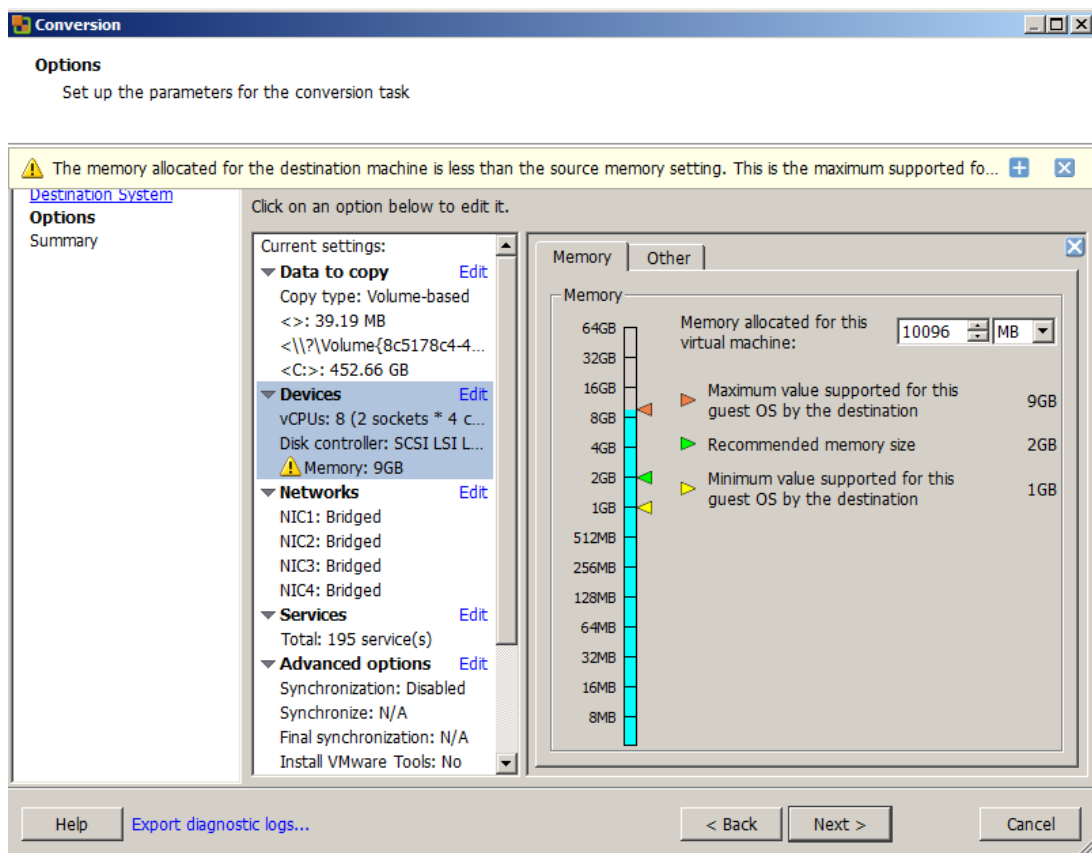 Conversion
Options
Set up the parameters for the conversion task
The memory allocated for the destination machine is less than the source memory setting. This is the maximum supported fo...
Destination System
Options
Summary
Click on an option below to edit it.
Current settings:
Data to copy Edit
Copy type: Volume-based
<>: 39.19 MB
<\\?\Volume{8c5178c4-4...
<C:>: 452.66 GB
Devices Edit
vCPUs: 8 (2 sockets * 4 c...
Disk controller: SCSI LSI L...
Memory: 9GB
Networks Edit
NIC1: Bridged
NIC2: Bridged
NIC3: Bridged
NIC4: Bridged
Services Edit
Total: 195 service(s)
Advanced options Edit
Synchronization: Disabled
Synchronize: N/A
Final synchronization: N/A
Install VMware Tools: No
Memory Other
Memory
64GB
32GB
16GB
8GB
4GB
2GB
1GB
512MB
256MB
128MB
64MB
32MB
16MB
8MB
Memory allocated for this
virtual machine:
10096 MB
Maximum value supported for this
guest OS by the destination
9GB
Recommended memory size 2GB
Minimum value supported for this
guest OS by the destination
1GB
Help Export diagnostic logs... < Back Next > Cancel